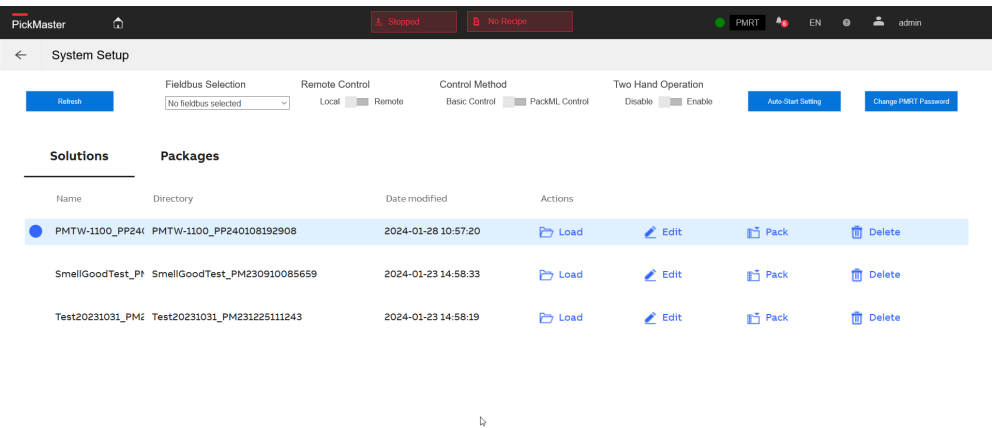 PickMaster Stopped No Recipe PMRT 6 EN ? admin
System Setup
Fieldbus Selection Remote Control Control Method Two Hand Operation
Refresh No fieldbus selected Local Remote Basic Control PackML Control Disable Enable Auto-Start Setting Change PMRT Password
Solutions Packages
Name Directory Date modified Actions
PMTW-1100_PP24( PMTW-1100_PP240108192908 2024-01-28 10:57:20 Load Edit Pack Delete
SmellGoodTest_PM SmellGoodTest_PM230910085659 2024-01-23 14:58:33 Load Edit Pack Delete
Test20231031_PM2 Test20231031_PM231225111243 2024-01-23 14:58:19 Load Edit Pack Delete